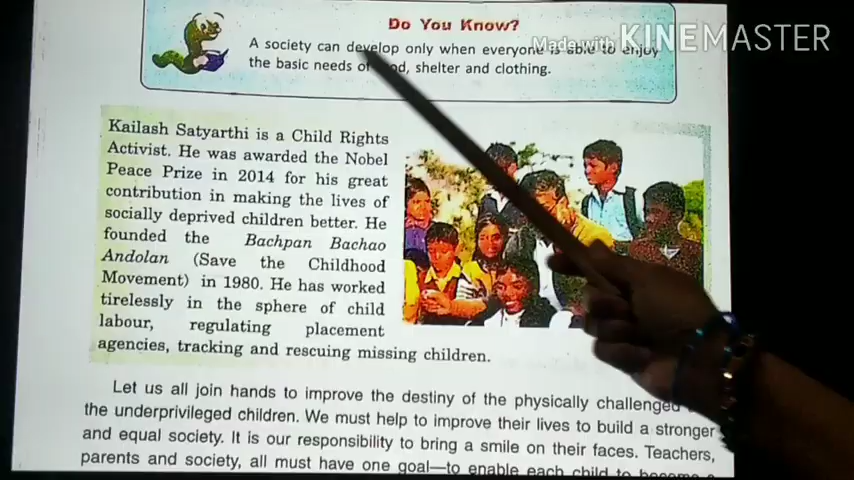 Do You Know?
A society can develop only when everyone is able to enjoy
the basic needs of food, shelter and clothing.
Made with KINEMASTER
Kailash Satyarthi is a Child Rights
Activist. He was awarded the Nobel
Peace Prize in 2014 for his great
contribution in making the lives of
socially deprived children better. He
founded the Bachpan Bachao
Andolan (Save the Childhood
Movement) in 1980. He has worked
tirelessly in the sphere of child
labour, regulating placement
agencies, tracking and rescuing missing children.
Let us all join hands to improve the destiny of the physically challenged
the underprivileged children. We must help to improve their lives to build a stronger
and equal society. It is our responsibility to bring a smile on their faces. Teachers,
parents and society, all must have one goal—to enable each child to become a